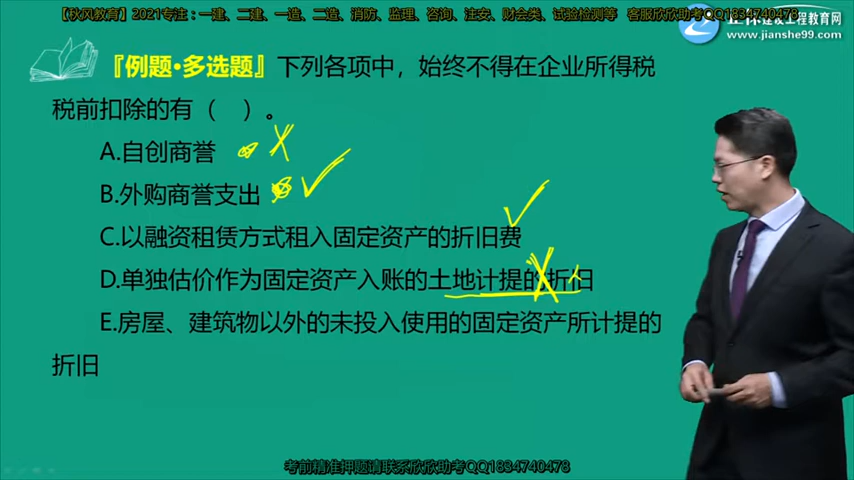 【秋风教育】2021专注：一建、二建、一造、二造、消防、监理、咨询、注安、财会类、试验检测等 客服欣欣助考QQ1834740478
建设工程教育网
www.jianshe99.com
『例题·多选题』下列各项中，始终不得在企业所得税
税前扣除的有（ ）。
A.自创商誉
B.外购商誉支出
C.以融资租赁方式租入固定资产的折旧费
D.单独估价作为固定资产入账的土地计提的折旧
E.房屋、建筑物以外的未投入使用的固定资产所计提的
折旧
考前精准押题请联系欣欣助考QQ1834740478